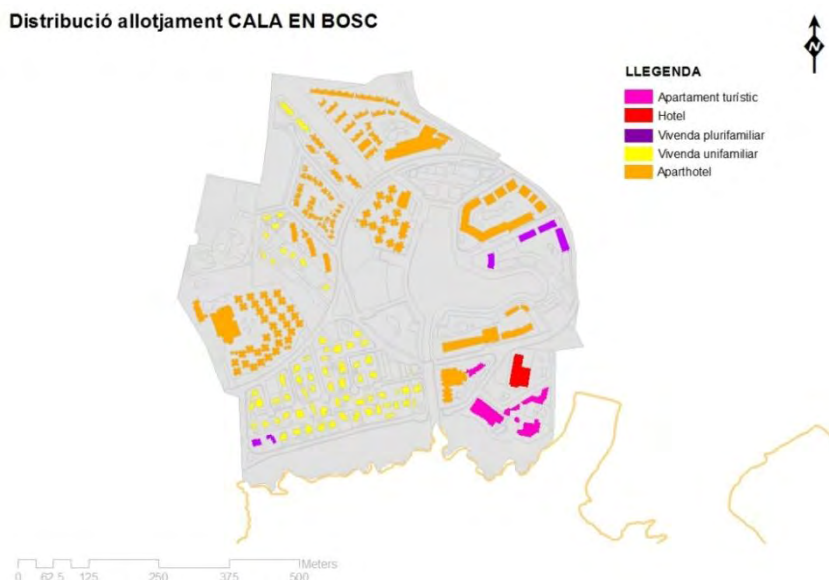 Distribució allotjament CALA EN BOSC
N
LLEGENDA
Apartament turístic
Hotel
Vivenda plurifamiliar
Vivenda unifamiliar
Aparthotel
Meters
0 62.5 125 250 375 500